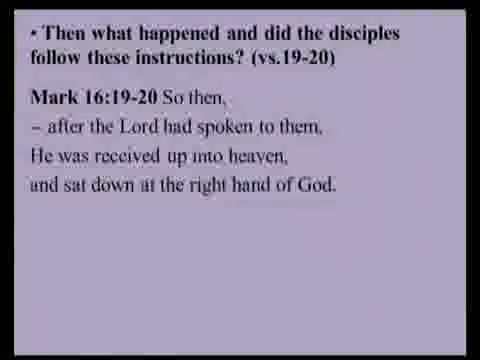 • Then what happened and did the disciples
follow these instructions? (vs.19-20)
Mark 16:19-20 So then,
– after the Lord had spoken to them,
He was received up into heaven,
and sat down at the right hand of God.